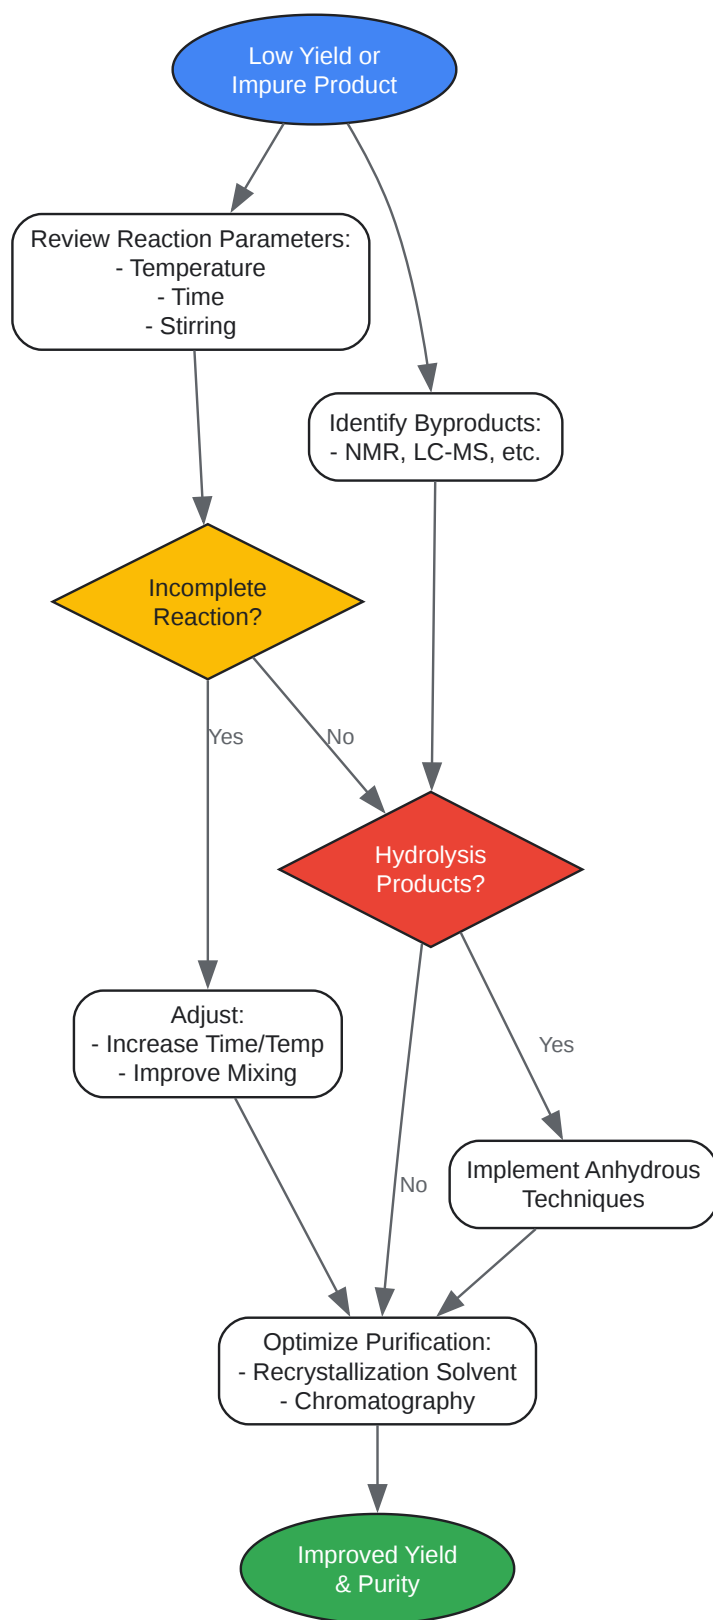 Low Yield or
Impure Product
Review Reaction Parameters:
- Temperature
- Time
- Stirring
Identify Byproducts:
- NMR, LC-MS, etc.
Incomplete
Reaction?
Yes
No
Hydrolysis
Products?
Adjust:
- Increase Time/Temp
- Improve Mixing
Yes
No
Implement Anhydrous
Techniques
Optimize Purification:
- Recrystallization Solvent
- Chromatography
Improved Yield
& Purity